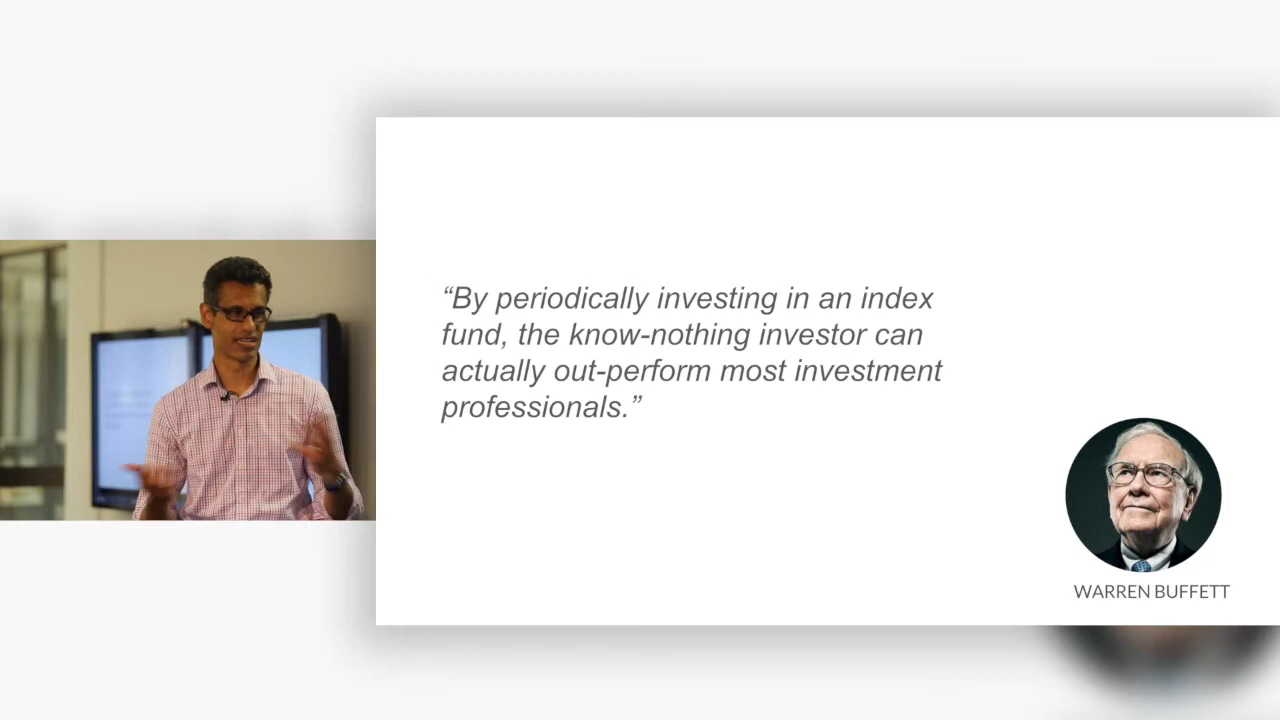 “By periodically investing in an index
fund, the know-nothing investor can
actually out-perform most investment
professionals.”
WARREN BUFFETT